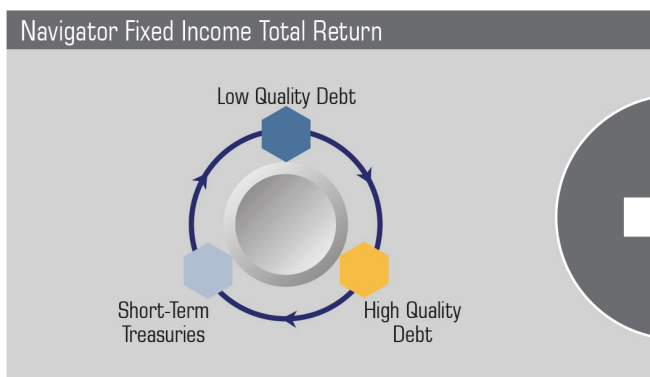 Navigator Fixed Income Total Return
Low Quality Debt
Short-Term
Treasuries
High Quality
Debt